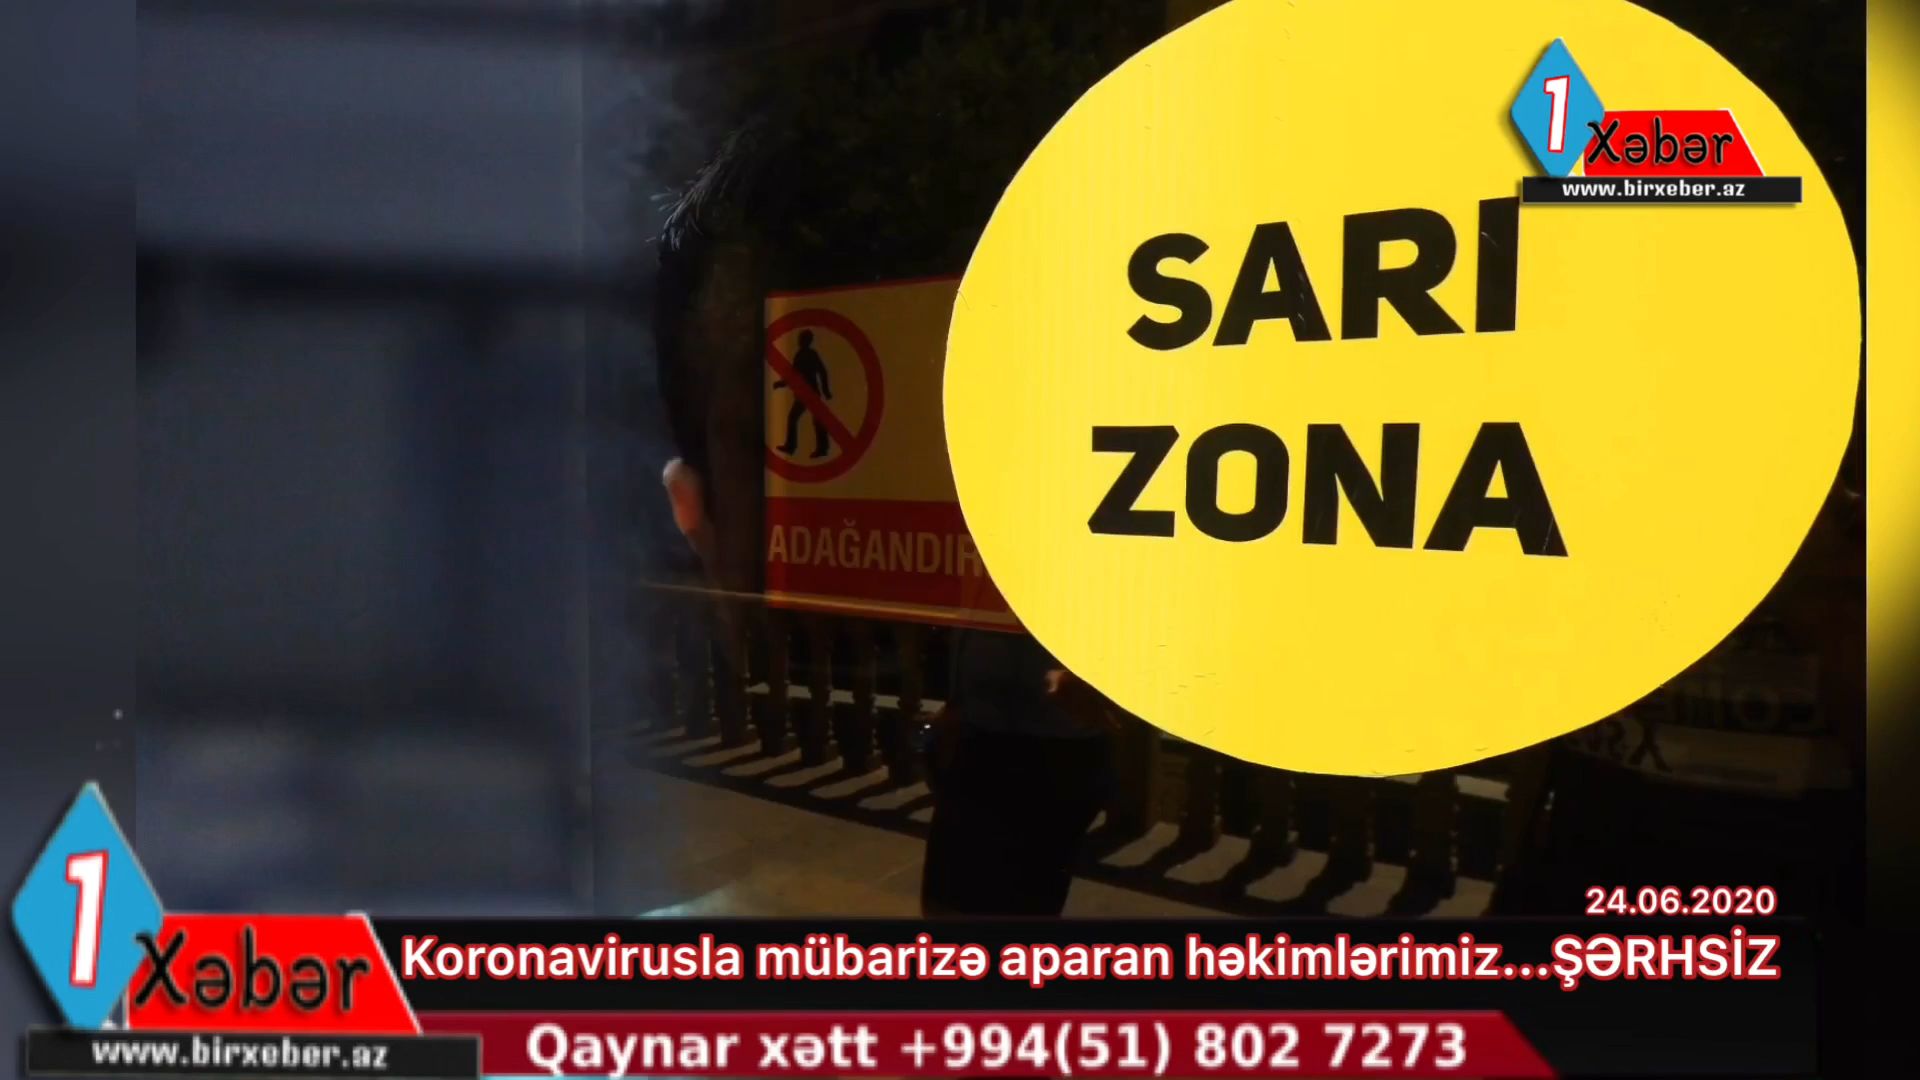 1
Xəbər
www.birxeber.az
SARI
ZONA
ADAĞANDIR
24.06.2020
Koronavirusla mübarizə aparan həkimlərimiz...ŞƏRHSİZ
1
Xəbər
www.birxeber.az
Qaynar xətt +994(51) 802 7273